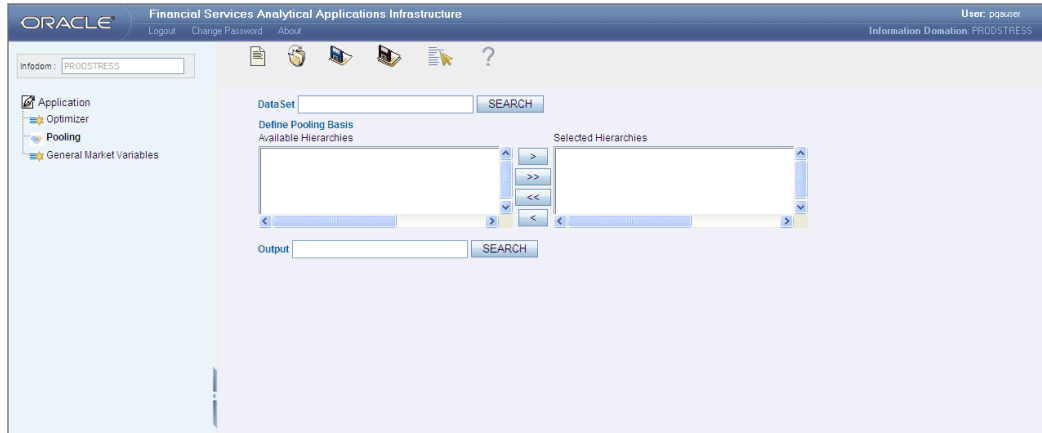 ORACLE
Financial Services Analytical Applications Infrastructure
User: pqauser
Logout Change Password About
Information Domation: PRODSTRESS
Infodom : PRODSTRESS
?
Application
Optimizer
Pooling
General Market Variables
DataSet SEARCH
Define Pooling Basis
Available Hierarchies Selected Hierarchies
>
>>
<<
<
Output SEARCH